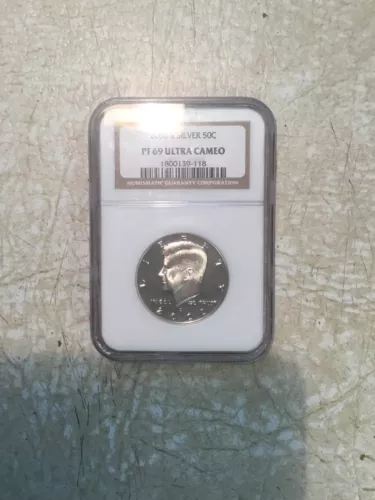 SILVER 50C
PF 69 ULTRA CAMEO
1800139-118
NUMISMATIC GUARANTY CORPORATION
LIBERTY
IN GOD WE TRUST